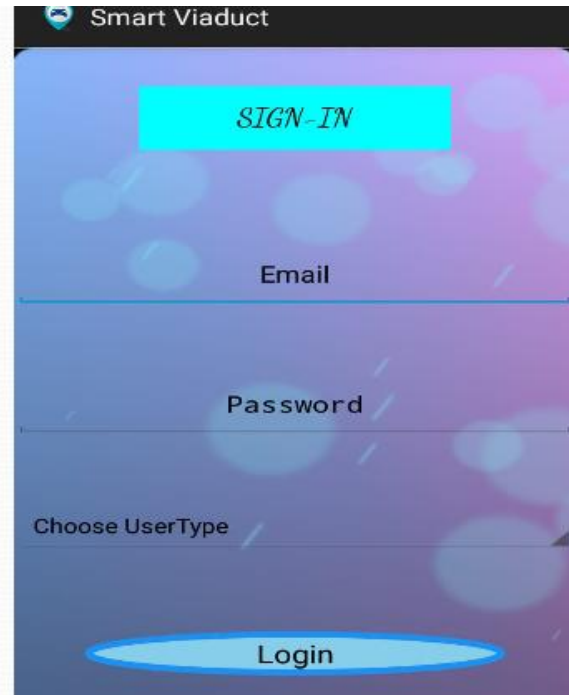 Smart Viaduct
SIGN-IN
Email
Password
Choose UserType
Login